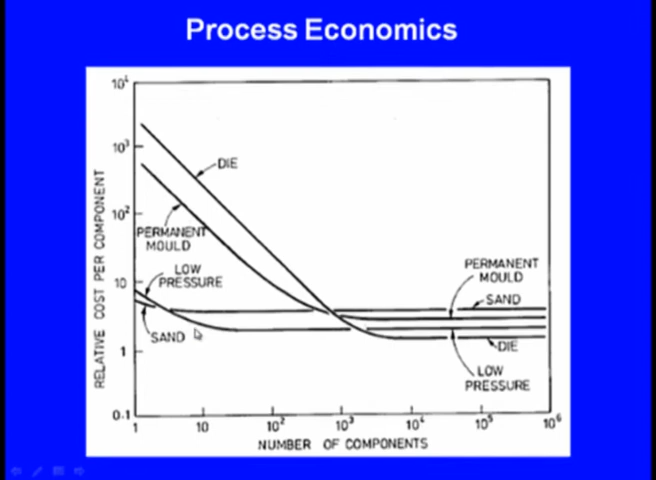 Process Economics
10⁴
10³
10²
10
1
0.1
RELATIVE COST PER COMPONENT
DIE
PERMANENT
MOULD
LOW
PRESSURE
SAND
PERMANENT
MOULD
SAND
DIE
LOW
PRESSURE
1 10 10² 10³ 10⁴ 10⁵ 10⁶
NUMBER OF COMPONENTS